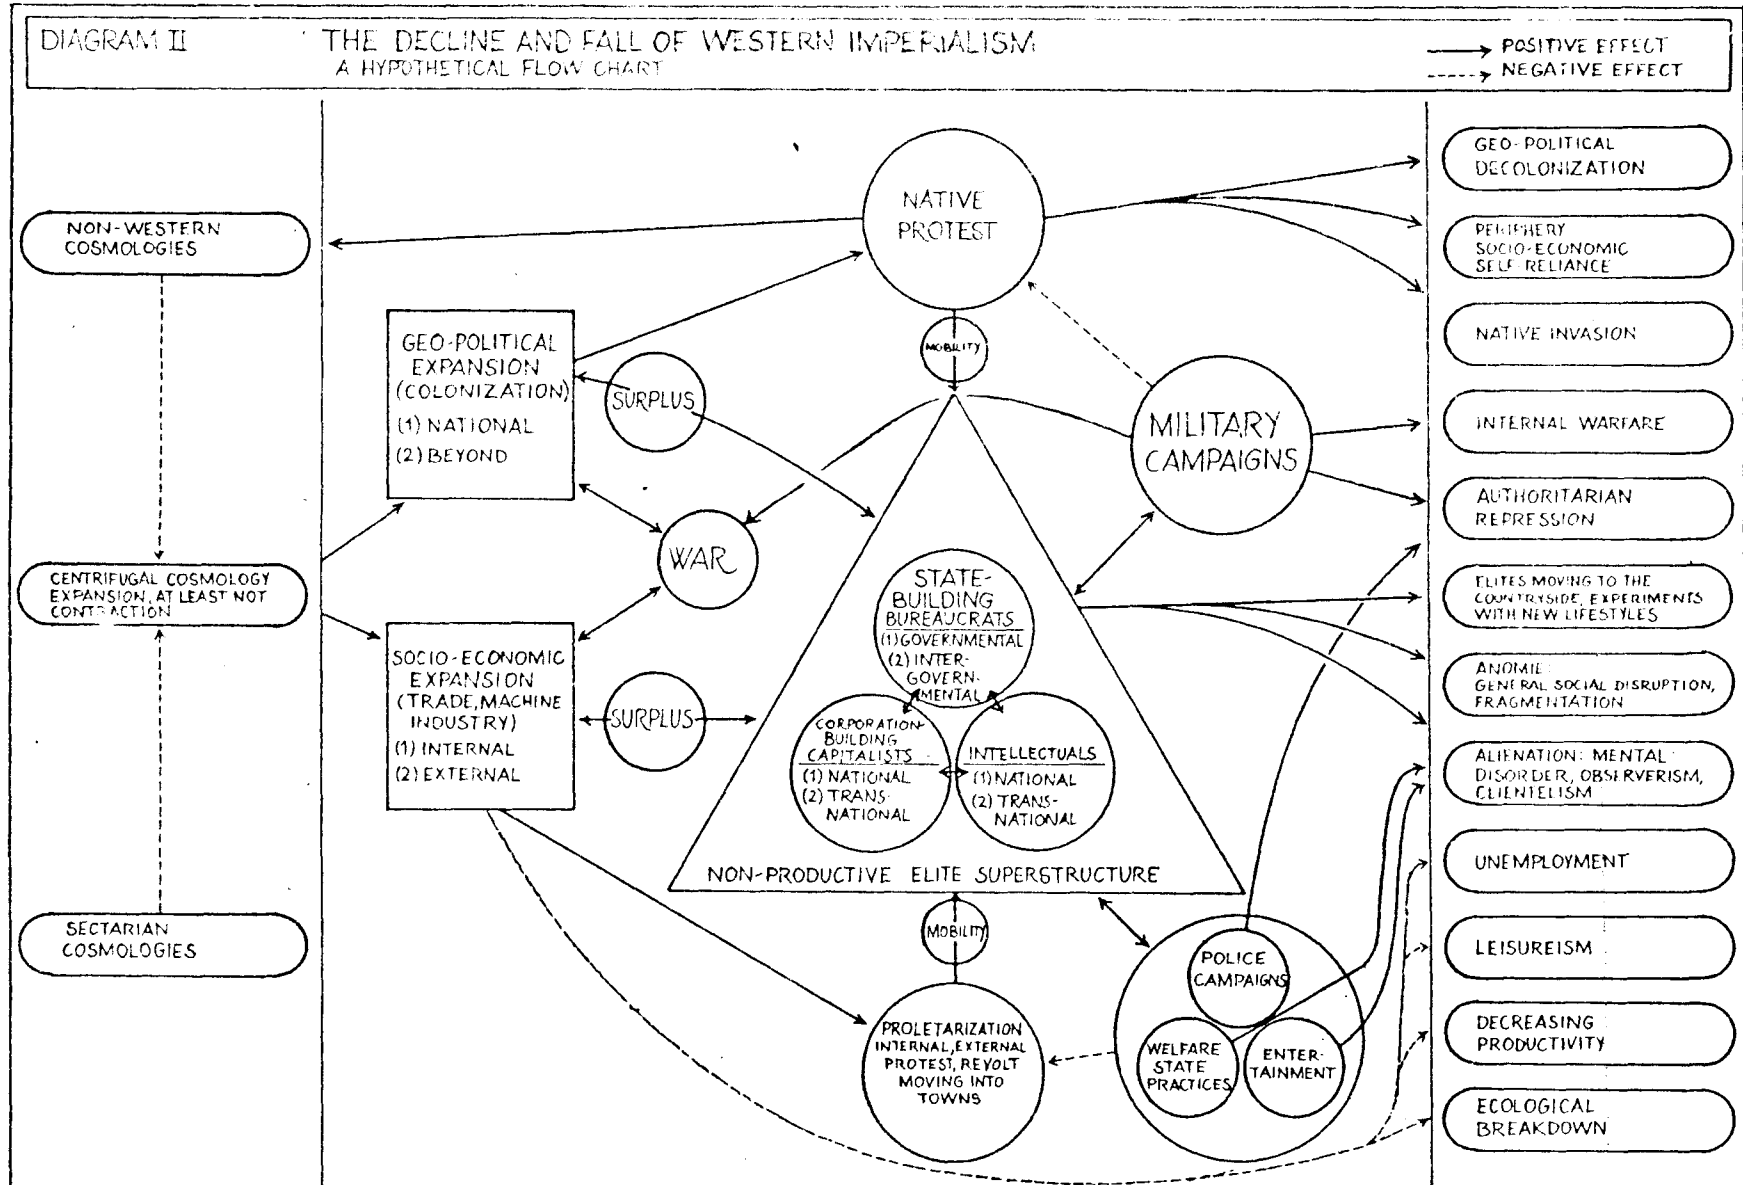 DIAGRAM II
THE DECLINE AND FALL OF WESTERN IMPERIALISM
A HYPOTHETICAL FLOW CHART
POSITIVE EFFECT
NEGATIVE EFFECT
NON-WESTERN
COSMOLOGIES
CENTRIFUGAL COSMOLOGY
EXPANSION, AT LEAST NOT
CONTRACTION
SECTARIAN
COSMOLOGIES
NATIVE
PROTEST
MOBILITY
GEO-POLITICAL
EXPANSION
(COLONIZATION)
(1) NATIONAL
(2) BEYOND
SURPLUS
MILITARY
CAMPAIGNS
WAR
SOCIO-ECONOMIC
EXPANSION
(TRADE, MACHINE
INDUSTRY)
(1) INTERNAL
(2) EXTERNAL
SURPLUS
STATE-
BUILDING
BUREAUCRATS
(1) GOVERNMENTAL
(2) INTER-
GOVERN-
MENTAL
CORPORATION-
BUILDING
CAPITALISTS
(1) NATIONAL
(2) TRANS-
NATIONAL
INTELLECTUALS
(1) NATIONAL
(2) TRANS-
NATIONAL
NON-PRODUCTIVE ELITE SUPERSTRUCTURE
MOBILITY
PROLETARIZATION
INTERNAL, EXTERNAL
PROTEST, REVOLT
MOVING INTO
TOWNS
POLICE
CAMPAIGNS
WELFARE
STATE
PRACTICES
ENTER-
TAINMENT
GEO-POLITICAL
DECOLONIZATION
PERIPHERY
SOCIO-ECONOMIC
SELF-RELIANCE
NATIVE INVASION
INTERNAL WARFARE
AUTHORITARIAN
REPRESSION
ELITES MOVING TO THE
COUNTRYSIDE, EXPERIMENTS
WITH NEW LIFESTYLES
ANOMIE:
GENERAL SOCIAL DISRUPTION,
FRAGMENTATION
ALIENATION: MENTAL
DISORDER, OBSERVERISM,
CLIENTELISM
UNEMPLOYMENT
LEISUREISM
DECREASING
PRODUCTIVITY
ECOLOGICAL
BREAKDOWN